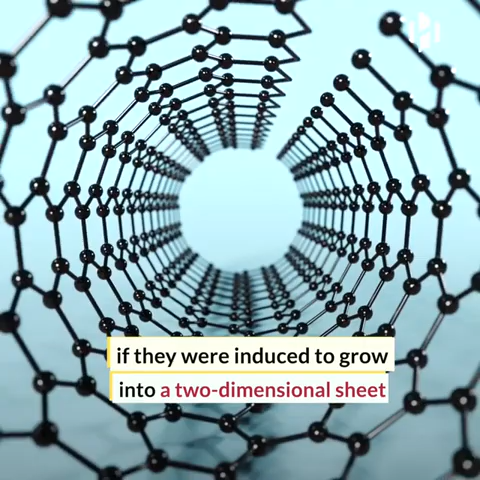 if they were induced to grow
into a two-dimensional sheet